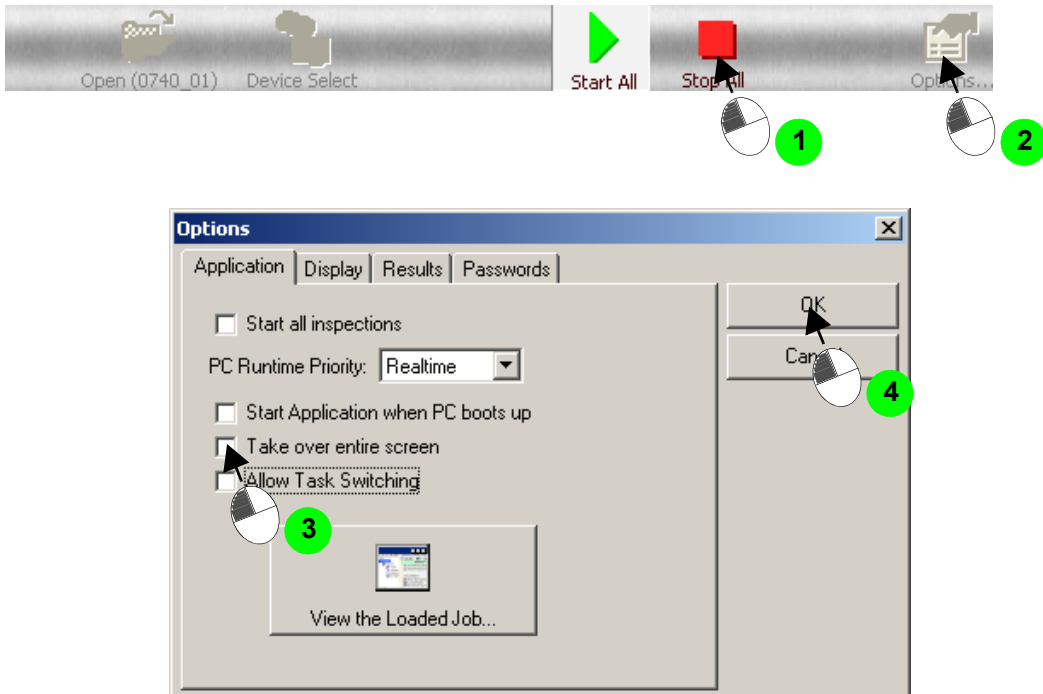 Open (0740_01) Device Select Start All Stop All Options...
1 2
Options
Application Display Results Passwords
Start all inspections
OK
PC Runtime Priority: Realtime
Cancel
4
Start Application when PC boots up
Take over entire screen
Allow Task Switching
3
View the Loaded Job...